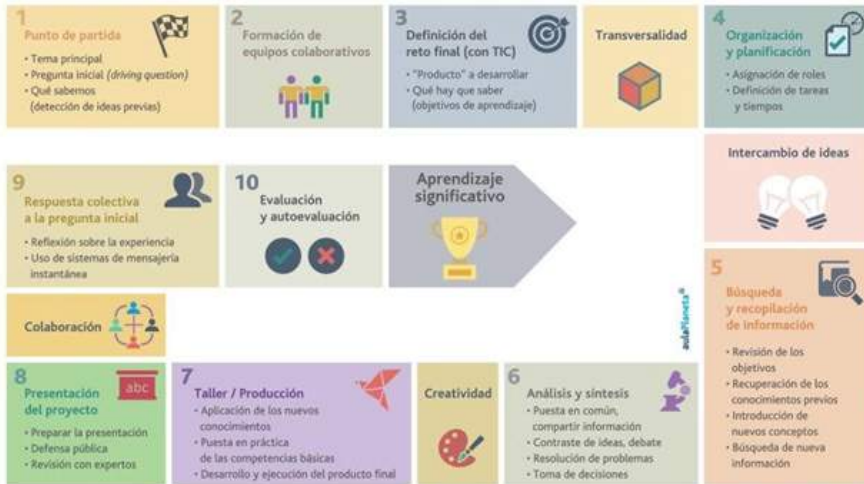 1
Punto de partida
• Tema principal
• Pregunta inicial (driving question)
• Qué sabemos
(detección de ideas previas)
2
Formación de
equipos colaborativos
3
Definición del
reto final (con TIC)
• "Producto" a desarrollar
• Qué hay que saber
(objetivos de aprendizaje)
Transversalidad
4
Organización
y planificación
• Asignación de roles
• Definición de tareas
y tiempos
Intercambio de ideas
5
Búsqueda
y recopilación
de información
• Revisión de los
objetivos
• Recuperación de los
conocimientos previos
• Introducción de
nuevos conceptos
• Búsqueda de nueva
información
6
Análisis y síntesis
• Puesta en común,
compartir información
• Contraste de ideas, debate
• Resolución de problemas
• Toma de decisiones
Creatividad
7
Taller / Producción
• Aplicación de los nuevos
conocimientos
• Puesta en práctica
de las competencias básicas
• Desarrollo y ejecución del producto final
8
Presentación
del proyecto
abc
• Preparar la presentación
• Defensa pública
• Revisión con expertos
Colaboración
9
Respuesta colectiva
a la pregunta inicial
• Reflexión sobre la experiencia
• Uso de sistemas de mensajería
instantánea
10
Evaluación
y autoevaluación
Aprendizaje
significativo
aulaPlaneta